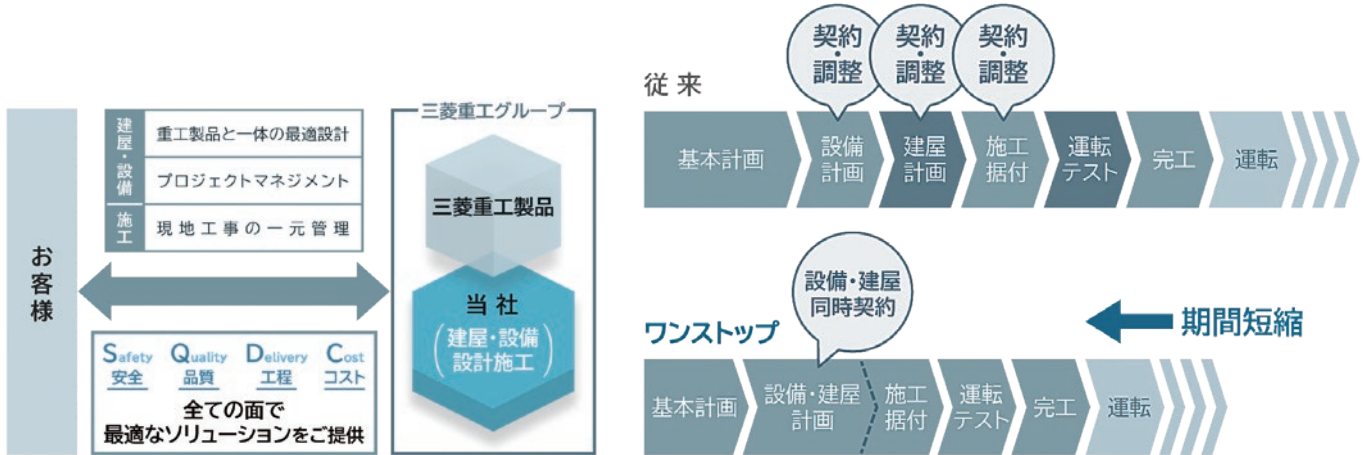 お客様
建屋・設備
重工製品と一体の最適設計
プロジェクトマネジメント
施工
現地工事の一元管理
Safety
安全
Quality
品質
Delivery
工程
Cost
コスト
全ての面で
最適なソリューションをご提供
三菱重工グループ
三菱重工製品
当社
(建屋・設備
設計施工)
従来
契約・調整
契約・調整
契約・調整
基本計画
設備
計画
建屋
計画
施工
据付
運転
テスト
完工
運転
ワンストップ
設備・建屋
同時契約
期間短縮
基本計画
設備・建屋
計画
施工
据付
運転
テスト
完工
運転